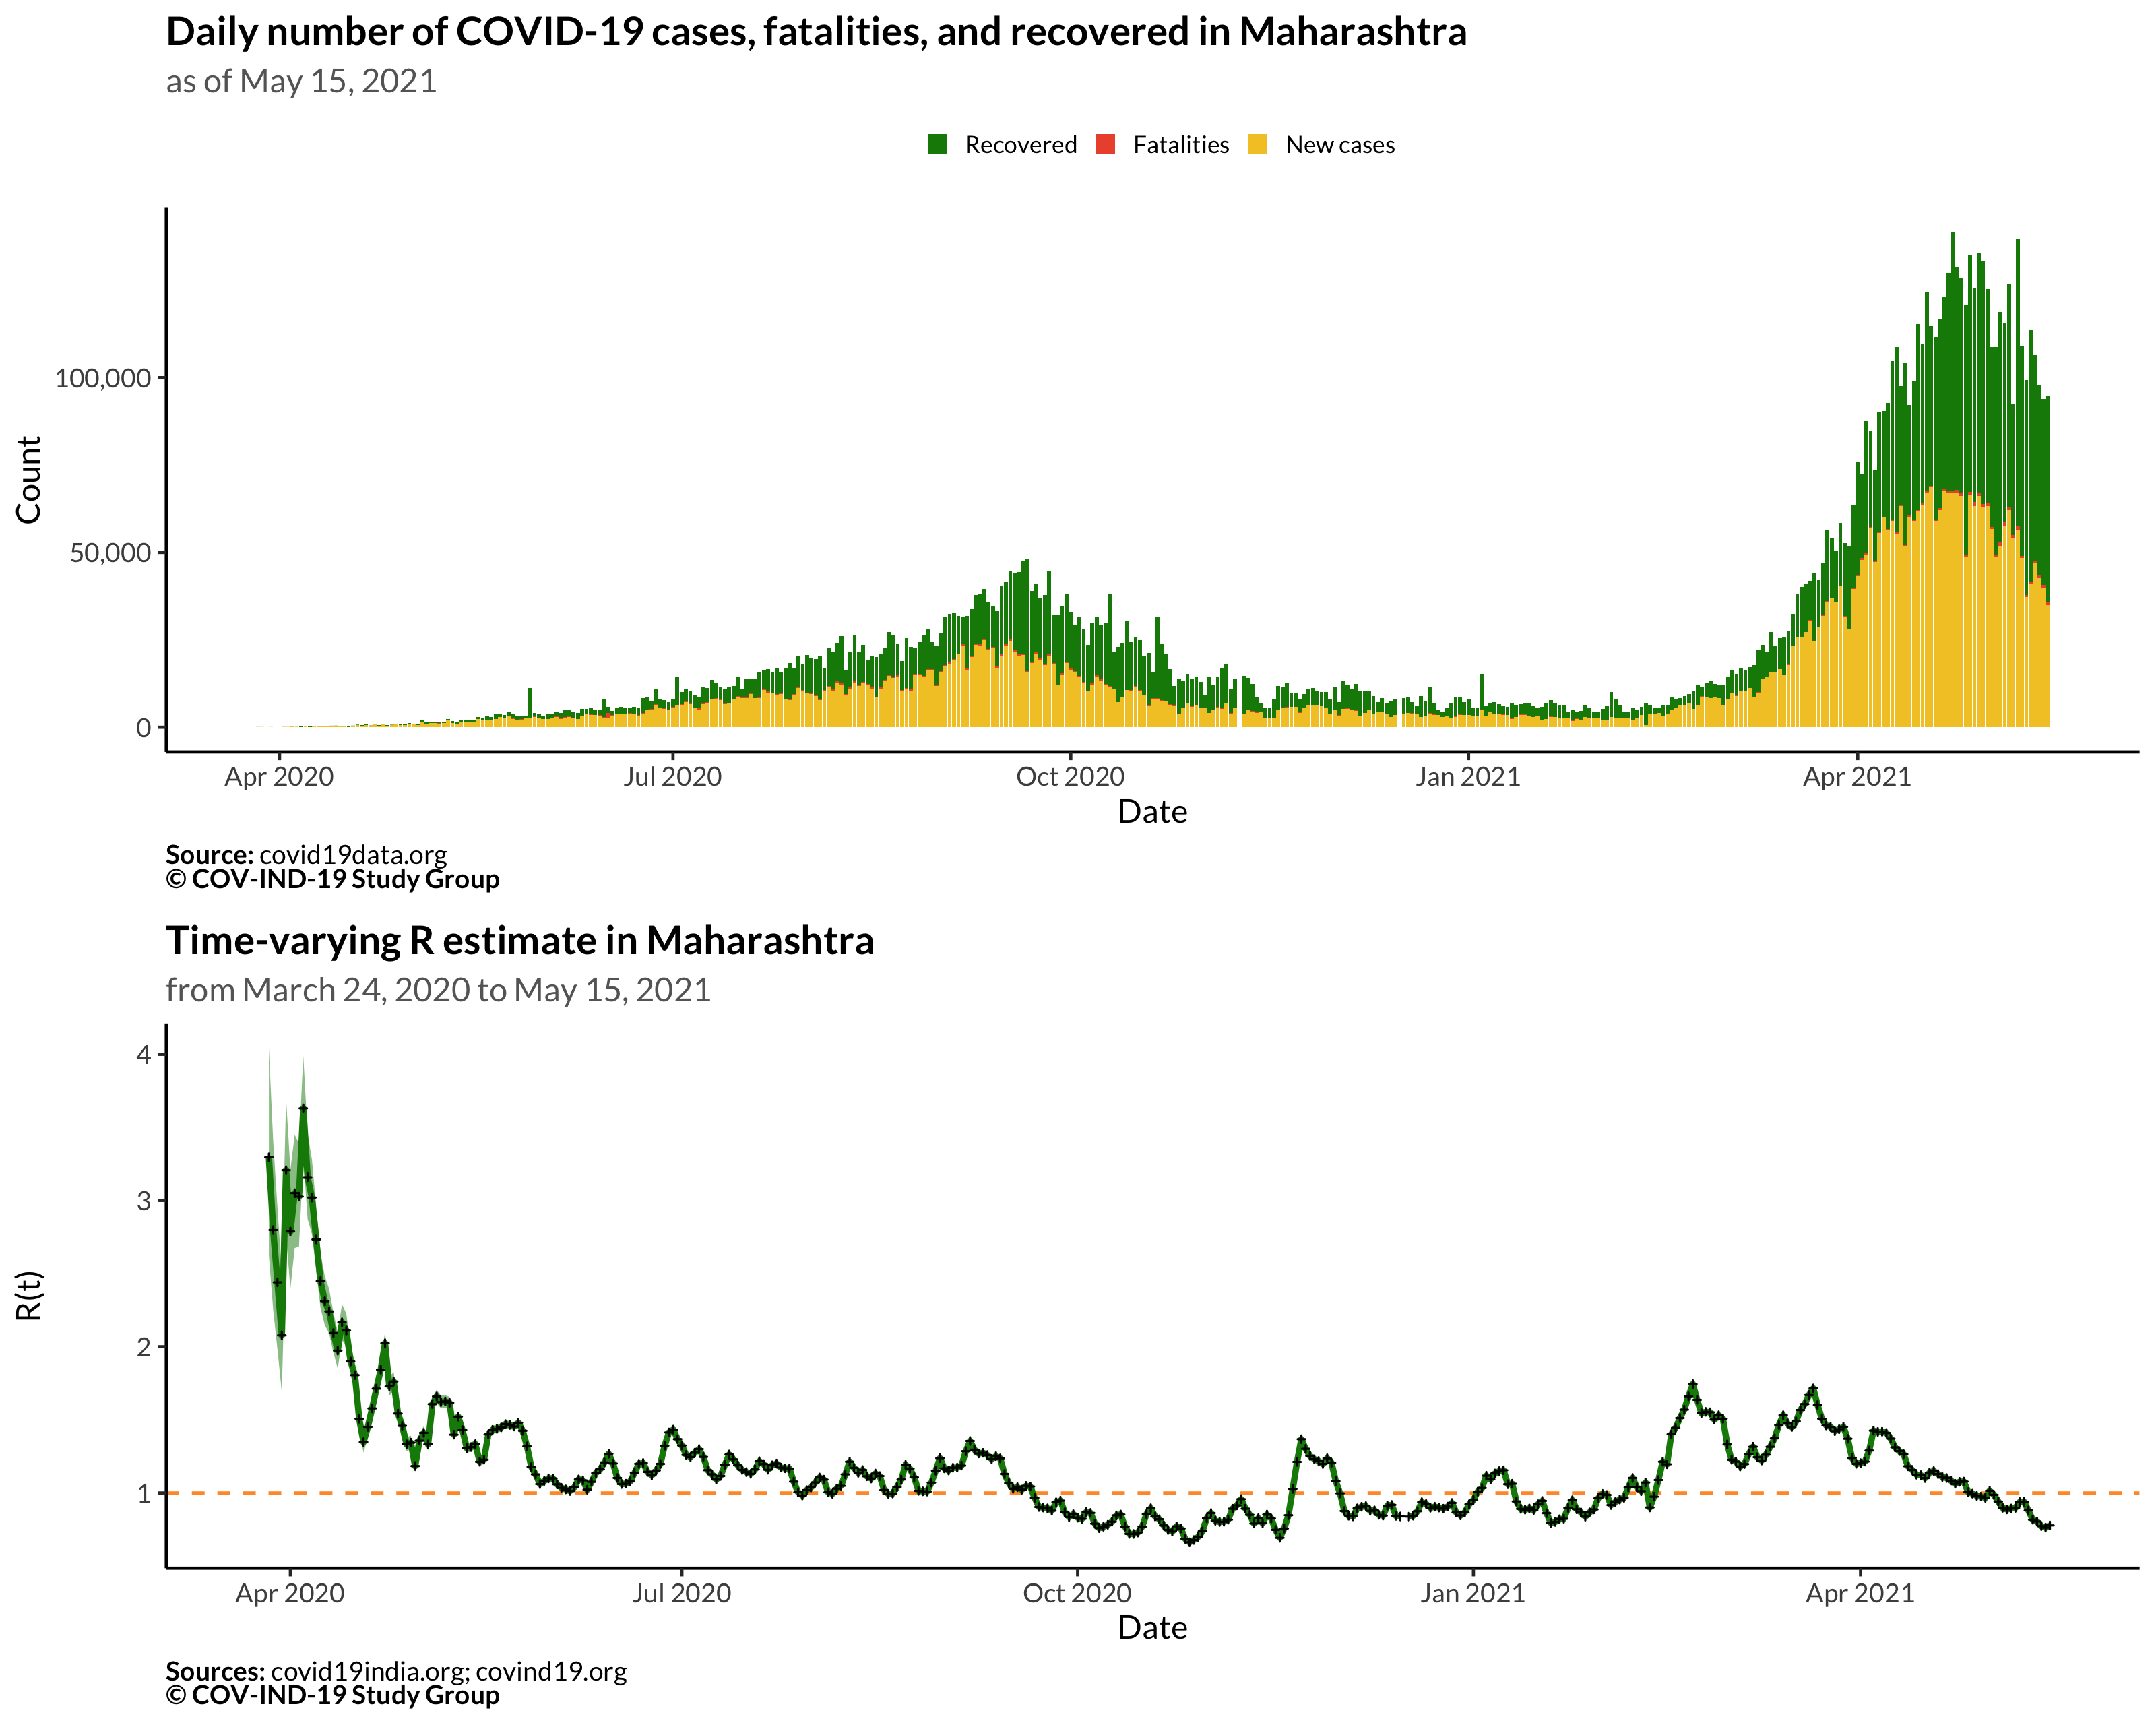 Daily number of COVID-19 cases, fatalities, and recovered in Maharashtra
as of May 15, 2021
Recovered Fatalities New cases
Count
100,000
50,000
0
Apr 2020 Jul 2020 Oct 2020 Jan 2021 Apr 2021
Date
Source: covid19data.org
© COV-IND-19 Study Group
Time-varying R estimate in Maharashtra
from March 24, 2020 to May 15, 2021
R(t)
4
3
2
1
Apr 2020 Jul 2020 Oct 2020 Jan 2021 Apr 2021
Date
Sources: covid19india.org; covind19.org
© COV-IND-19 Study Group